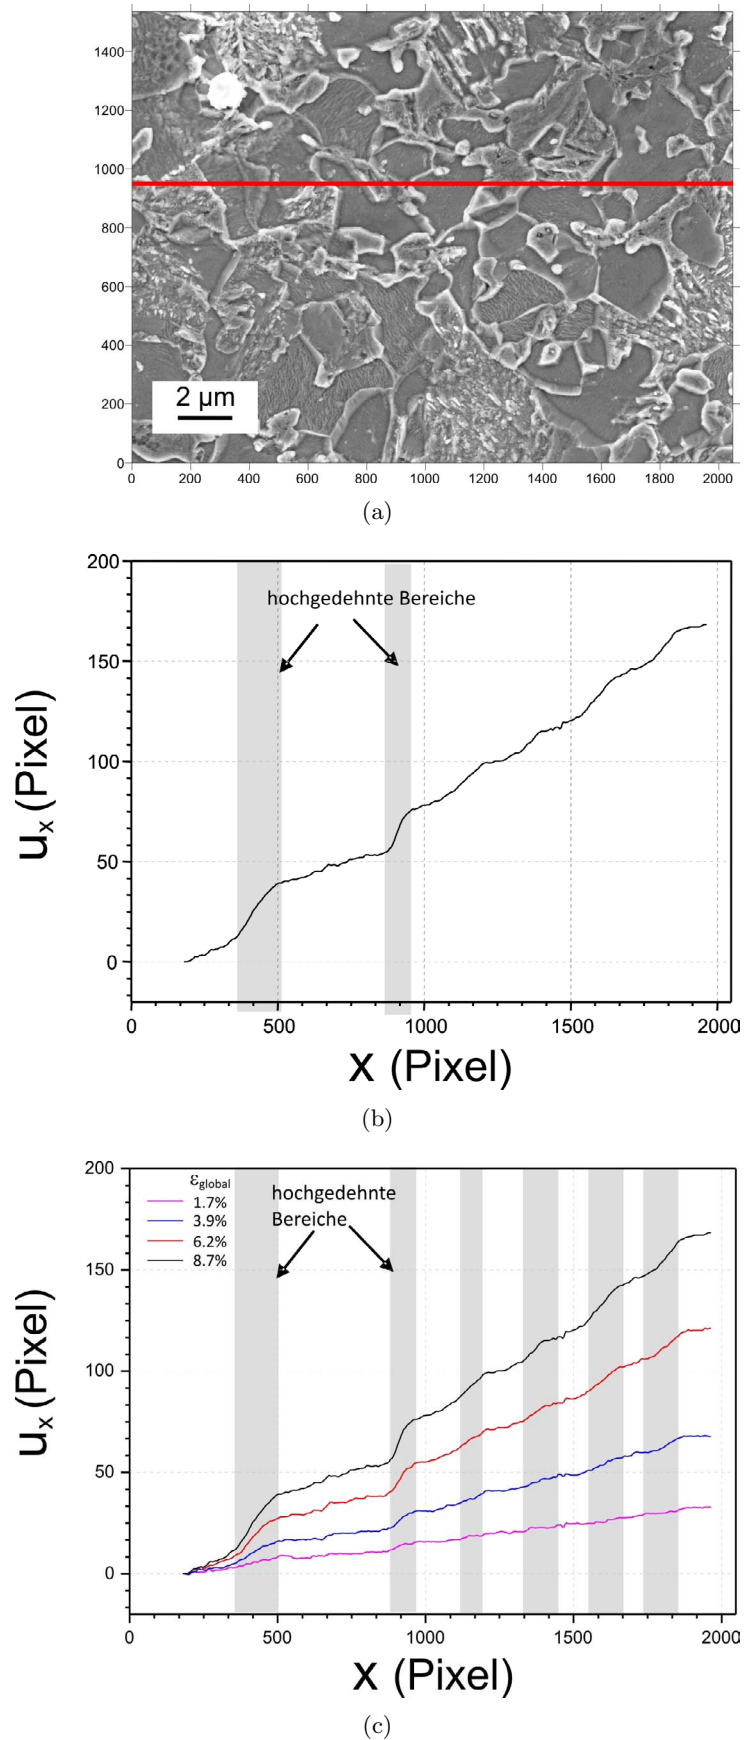 1400
1200
1000
800
600
400
200
0
2 µm
0 200 400 600 800 1000 1200 1400 1600 1800 2000
(a)
200
150
100
50
0
hochgedehnte Bereiche
uₓ (Pixel)
0 500 1000 1500 2000
x (Pixel)
(b)
200
150
100
50
0
εglobal
1.7%
3.9%
6.2%
8.7%
hochgedehnte
Bereiche
uₓ (Pixel)
0 500 1000 1500 2000
x (Pixel)
(c)